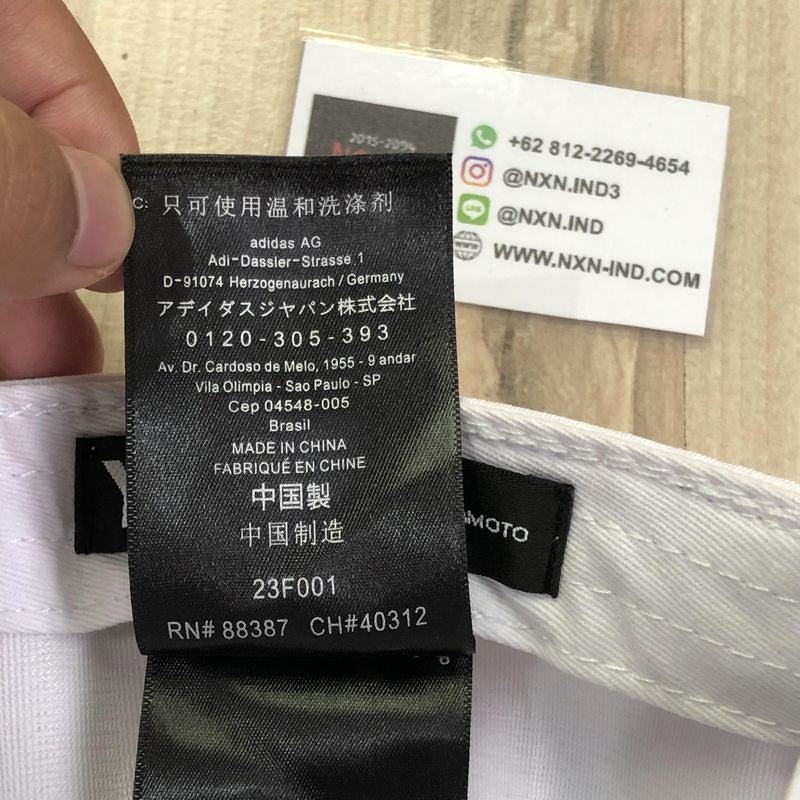 2015-2094
+62 812-2269-4654
@NXN.IND3
@NXN.IND
WWW.NXN-IND.COM
C: 只可使用温和洗涤剂
adidas AG
Adi-Dassler-Strasse 1
D-91074 Herzogenaurach / Germany
アデイダスジャパン株式会社
0120-305-393
Av. Dr. Cardoso de Melo, 1955 - 9 andar
Vila Olimpia - Sao Paulo - SP
Cep 04548-005
Brasil
MADE IN CHINA
FABRIQUÉ EN CHINE
中国製
中国制造
23F001
RN# 88387 CH#40312